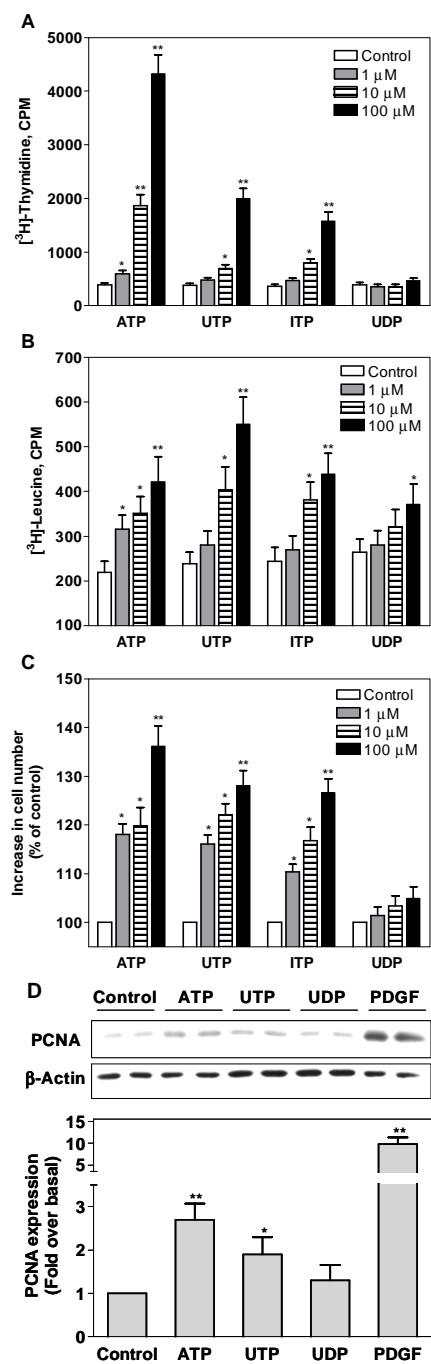 A
[³H]-Thymidine, CPM
5000
4000
3000
2000
1000
0
Control
1 μM
10 μM
100 μM
* ** **
* **
* **
ATP UTP ITP UDP
B
[³H]-Leucine, CPM
700
600
500
400
300
200
100
Control
1 μM
10 μM
100 μM
* * **
* **
* **
*
ATP UTP ITP UDP
C
Increase in cell number
(% of control)
150
140
130
120
110
100
Control
1 μM
10 μM
100 μM
* * **
* * **
* * **
ATP UTP ITP UDP
D
Control ATP UTP UDP PDGF
PCNA
β-Actin
PCNA expression
(Fold over basal)
15
10
5
3
2
1
0
** * **
Control ATP UTP UDP PDGF